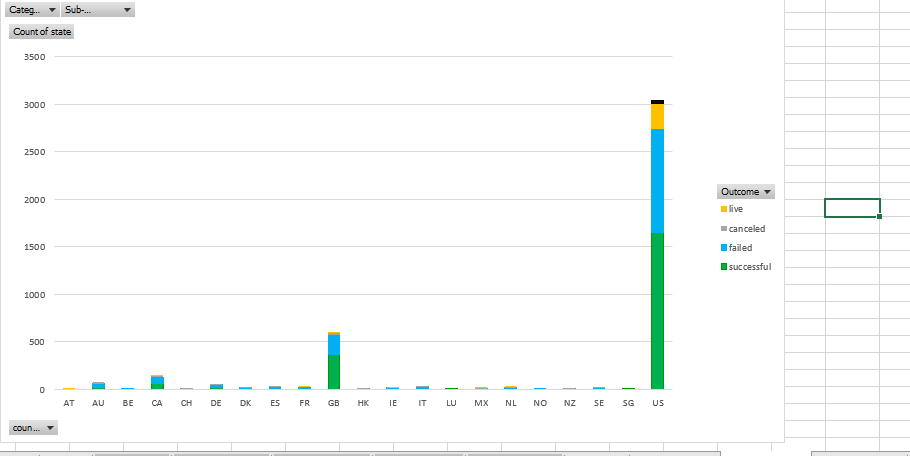 Categ... Sub-...
Count of state
3500
3000
2500
2000
1500
1000
500
0
AT AU BE CA CH DE DK ES FR GB HK IE IT LU MX NL NO NZ SE SG US
Outcome
live
canceled
failed
successful
coun...